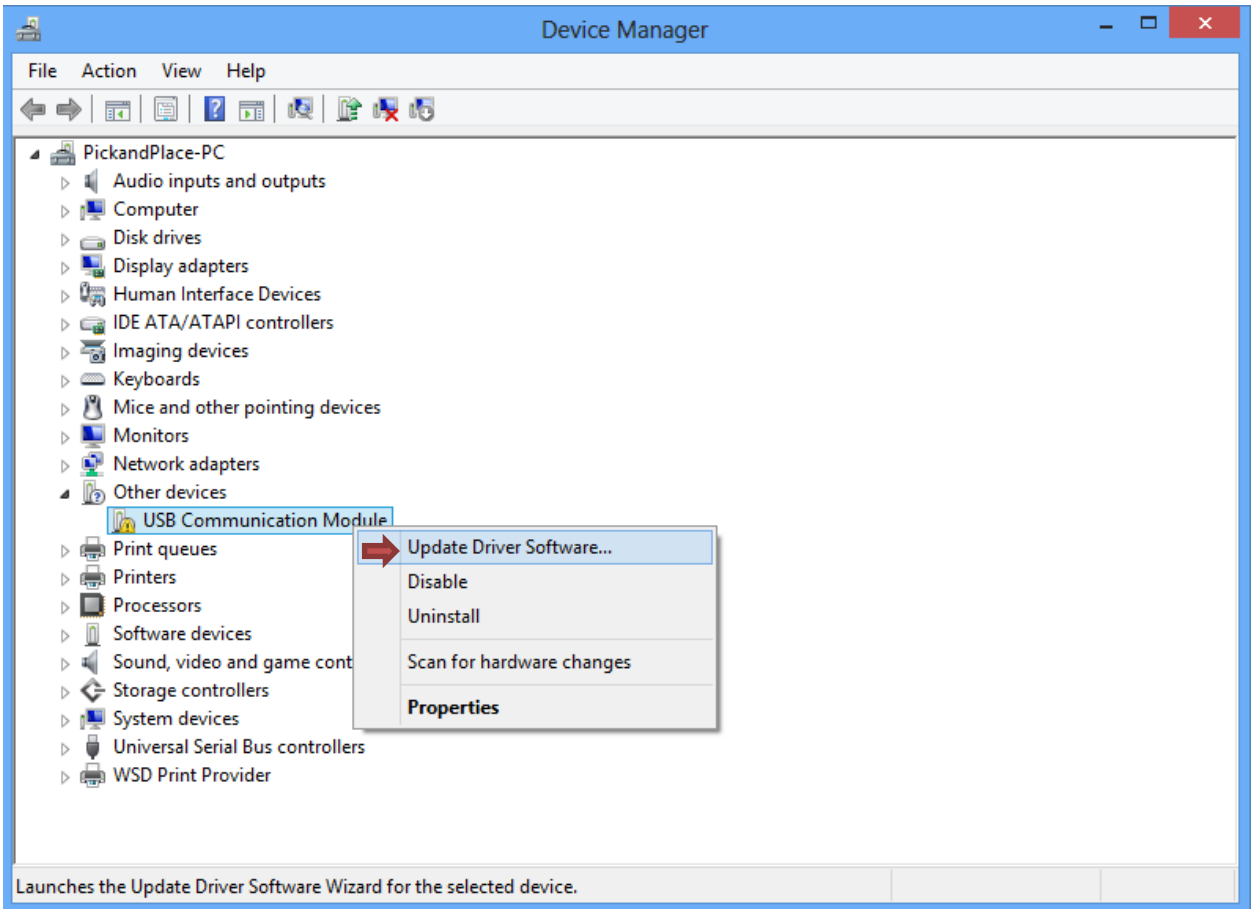 Device Manager
File Action View Help
PickandPlace-PC
Audio inputs and outputs
Computer
Disk drives
Display adapters
Human Interface Devices
IDE ATA/ATAPI controllers
Imaging devices
Keyboards
Mice and other pointing devices
Monitors
Network adapters
Other devices
USB Communication Module
Print queues
Printers
Processors
Software devices
Sound, video and game cont
Storage controllers
System devices
Universal Serial Bus controllers
WSD Print Provider
Update Driver Software...
Disable
Uninstall
Scan for hardware changes
Properties
Launches the Update Driver Software Wizard for the selected device.